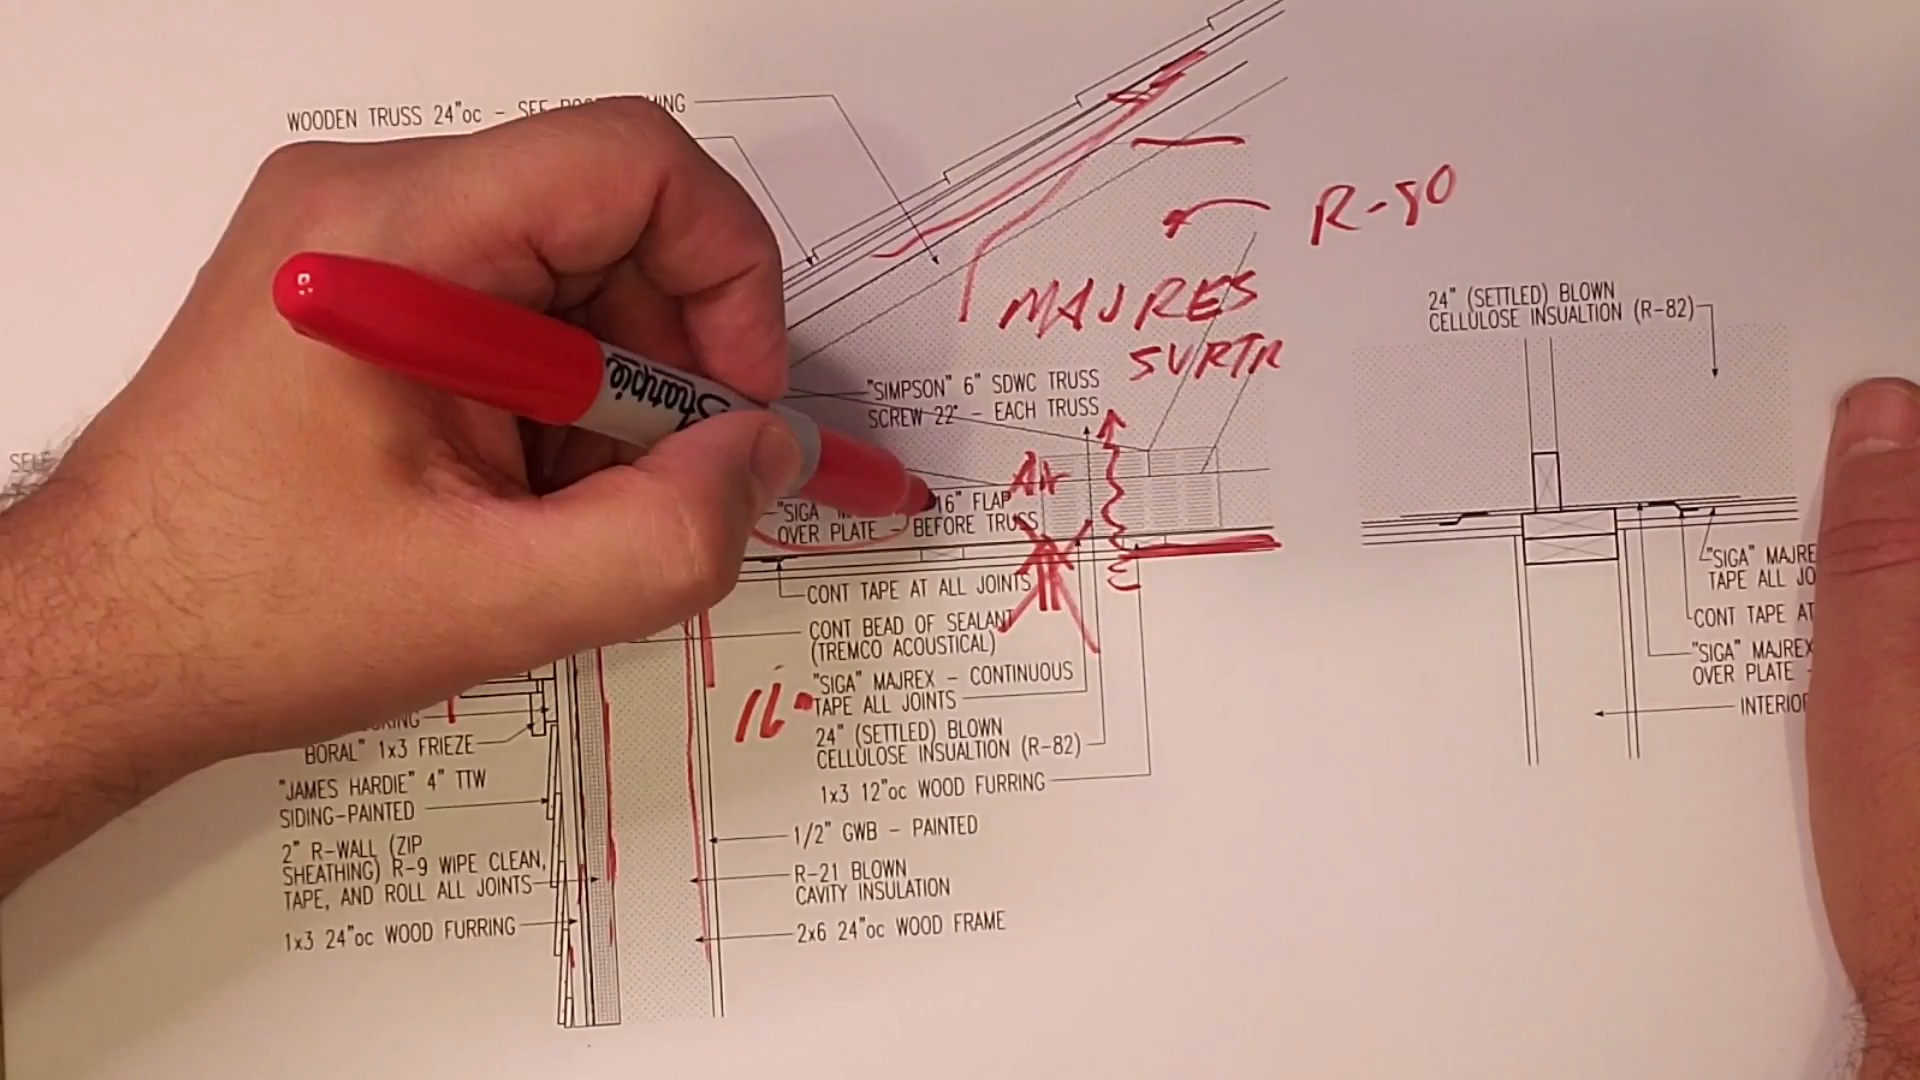 WOODEN TRUSS 24"oc - SEE
R-80
MAJRES
SVRTR
24" (SETTLED) BLOWN
CELLULOSE INSUALTION (R-82)
"SIMPSON" 6" SDWC TRUSS
SCREW 22° - EACH TRUSS
Sharpie
SELF
"SIGA 16" FLAP
OVER PLATE - BEFORE TRUSS
CONT TAPE AT ALL JOINTS
CONT BEAD OF SEALANT
(TREMCO ACOUSTICAL)
"SIGA" MAJREX - CONTINUOUS
TAPE ALL JOINTS
16"
24" (SETTLED) BLOWN
CELLULOSE INSUALTION (R-82)
1x3 12"oc WOOD FURRING
1/2" GWB - PAINTED
R-21 BLOWN
CAVITY INSULATION
2x6 24"oc WOOD FRAME
BORAL" 1x3 FRIEZE
"JAMES HARDIE" 4" TTW
SIDING-PAINTED
2" R-WALL (ZIP
SHEATHING) R-9 WIPE CLEAN,
TAPE, AND ROLL ALL JOINTS
1x3 24"oc WOOD FURRING
"SIGA" MAJRE
TAPE ALL JO
CONT TAPE AT
"SIGA" MAJREX
OVER PLATE -
INTERIOR